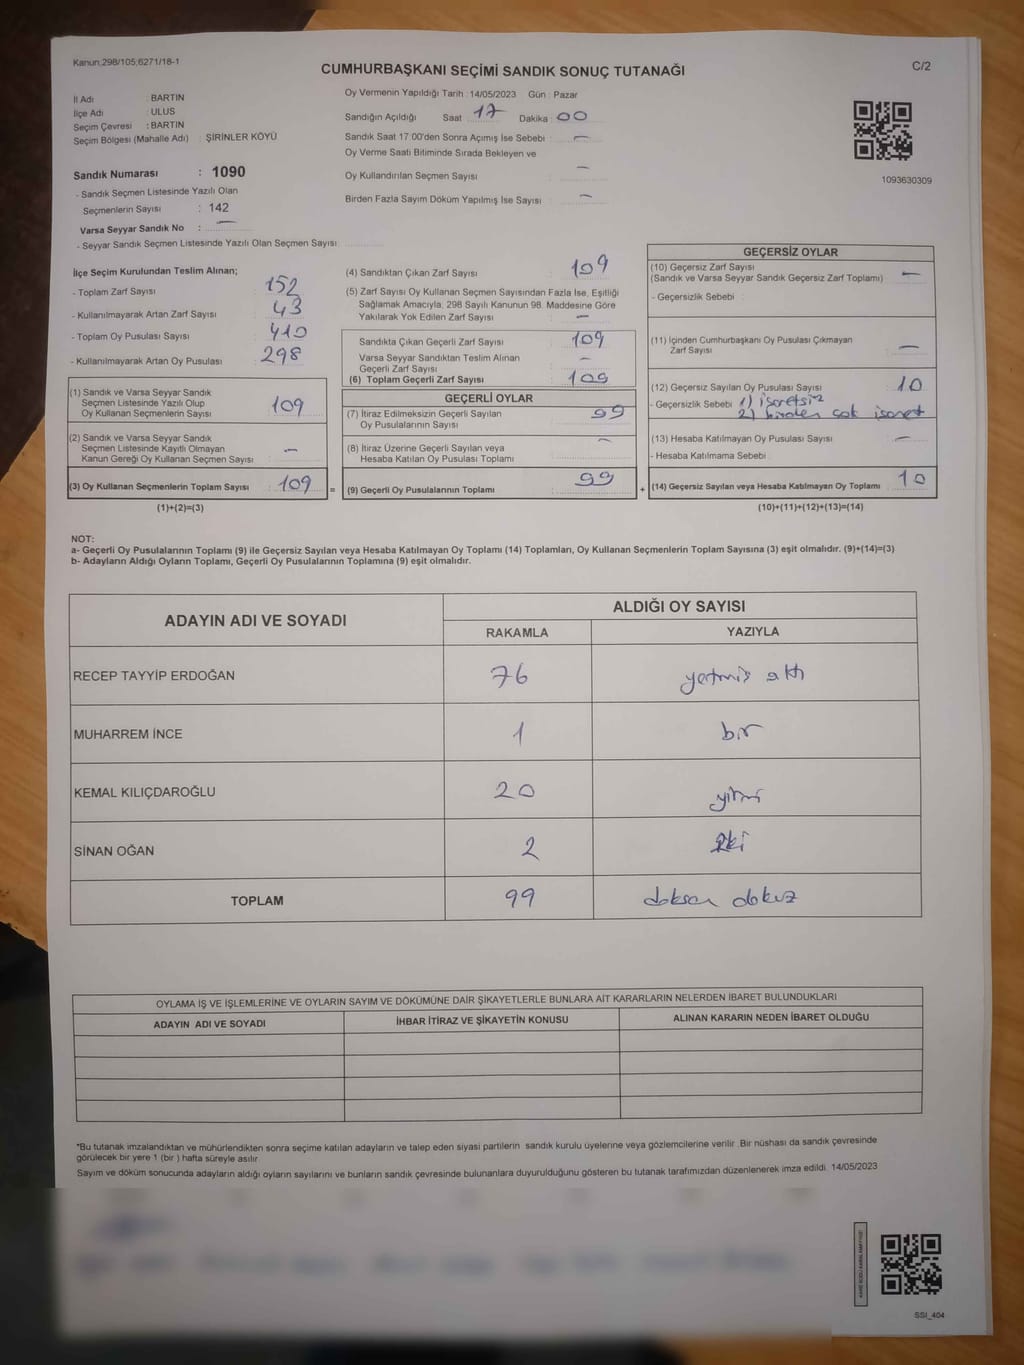 Kanun;298/105;6271/18-1
CUMHURBAŞKANI SEÇİMİ SANDIK SONUÇ TUTANAĞI
C/2
İl Adı : BARTIN
İlçe Adı : ULUS
Seçim Çevresi : BARTIN
Seçim Bölgesi (Mahalle Adı) : ŞİRİNLER KÖYÜ
Sandık Numarası : 1090
- Sandık Seçmen Listesinde Yazılı Olan
Seçmenlerin Sayısı : 142
Varsa Seyyar Sandık No : —
- Seyyar Sandık Seçmen Listesinde Yazılı Olan Seçmen Sayısı
Oy Vermenin Yapıldığı Tarih : 14/05/2023 Gün : Pazar
Sandığın Açıldığı Saat 17 Dakika 00
Sandık Saat 17:00'den Sonra Açımış İse Sebebi : —
Oy Verme Saati Bitiminde Sırada Bekleyen ve
Oy Kullandırılan Seçmen Sayısı : —
Birden Fazla Sayım Döküm Yapılmış İse Sayısı : —
1093630309
İlçe Seçim Kurulundan Teslim Alınan;
- Toplam Zarf Sayısı : 152
- Kullanılmayarak Artan Zarf Sayısı : 43
- Toplam Oy Pusulası Sayısı : 410
- Kullanılmayarak Artan Oy Pusulası : 298
(1) Sandık ve Varsa Seyyar Sandık
Seçmen Listesinde Yazılı Olup
Oy Kullanan Seçmenlerin Sayısı : 109
(2) Sandık ve Varsa Seyyar Sandık
Seçmen Listesinde Kayıtlı Olmayan
Kanun Gereği Oy Kullanan Seçmen Sayısı : —
(3) Oy Kullanan Seçmenlerin Toplam Sayısı : 109 =
(1)+(2)=(3)
(4) Sandıktan Çıkan Zarf Sayısı : 109
(5) Zarf Sayısı Oy Kullanan Seçmen Sayısından Fazla İse, Eşitliği
Sağlamak Amacıyla, 298 Sayılı Kanunun 98. Maddesine Göre
Yakılarak Yok Edilen Zarf Sayısı : —
Sandıkta Çıkan Geçerli Zarf Sayısı : 109
Varsa Seyyar Sandıktan Teslim Alınan
Geçerli Zarf Sayısı : —
(6) Toplam Geçerli Zarf Sayısı : 109
GEÇERLİ OYLAR
(7) İtiraz Edilmeksizin Geçerli Sayılan
Oy Pusulalarının Sayısı : 99
(8) İtiraz Üzerine Geçerli Sayılan veya
Hesaba Katılan Oy Pusulası Toplamı : —
(9) Geçerli Oy Pusulalarının Toplamı : 99 +
GEÇERSİZ OYLAR
(10) Geçersiz Zarf Sayısı
(Sandık ve Varsa Seyyar Sandık Geçersiz Zarf Toplamı) : —
- Geçersizlik Sebebi :
(11) İçinden Cumhurbaşkanı Oy Pusulası Çıkmayan
Zarf Sayısı : —
(12) Geçersiz Sayılan Oy Pusulası Sayısı : 10
- Geçersizlik Sebebi 1) işaretsiz
2) birden çok işaret
(13) Hesaba Katılmayan Oy Pusulası Sayısı : —
- Hesaba Katılmama Sebebi
(14) Geçersiz Sayılan veya Hesaba Katılmayan Oy Toplamı : 10
(10)+(11)+(12)+(13)=(14)
NOT:
a- Geçerli Oy Pusulalarının Toplamı (9) ile Geçersiz Sayılan veya Hesaba Katılmayan Oy Toplamı (14) Toplamları, Oy Kullanan Seçmenlerin Toplam Sayısına (3) eşit olmalıdır. (9)+(14)=(3)
b- Adayların Aldığı Oyların Toplamı, Geçerli Oy Pusulalarının Toplamına (9) eşit olmalıdır.
ADAYIN ADI VE SOYADI ALDIĞI OY SAYISI
RAKAMLA YAZIYLA
RECEP TAYYİP ERDOĞAN 76 yetmiş altı
MUHARREM İNCE 1 bir
KEMAL KILIÇDAROĞLU 20 yirmi
SİNAN OĞAN 2 iki
TOPLAM 99 doksan dokuz
OYLAMA İŞ VE İŞLEMLERİNE VE OYLARIN SAYIM VE DÖKÜMÜNE DAİR ŞİKAYETLERLE BUNLARA AİT KARARLARIN NELERDEN İBARET BULUNDUKLARI
ADAYIN ADI VE SOYADI İHBAR İTİRAZ VE ŞİKAYETİN KONUSU ALINAN KARARIN NEDEN İBARET OLDUĞU
*Bu tutanak imzalandıktan ve mühürlendikten sonra seçime katılan adayların ve talep eden siyasi partilerin sandık kurulu üyelerine veya gözlemcilerine verilir. Bir nüshası da sandık çevresinde
görülecek bir yere 1 (bir ) hafta süreyle asılır.
Sayım ve döküm sonucunda adayların aldığı oyların sayılarını ve bunların sandık çevresinde bulunanlara duyurulduğunu gösteren bu tutanak tarafımızdan düzenlenerek imza edildi. 14/05/2023
SSI_404